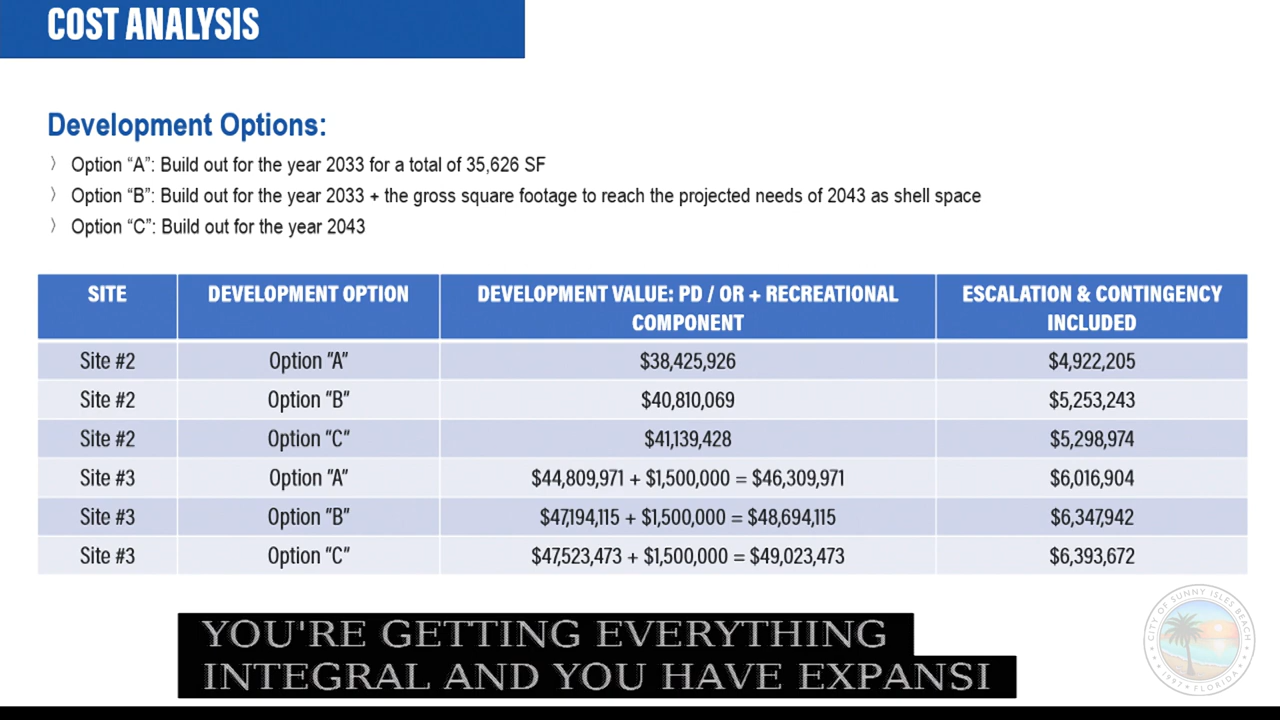 COST ANALYSIS
Development Options:
〉 Option “A”: Build out for the year 2033 for a total of 35,626 SF
〉 Option “B”: Build out for the year 2033 + the gross square footage to reach the projected needs of 2043 as shell space
〉 Option “C”: Build out for the year 2043
SITE DEVELOPMENT OPTION DEVELOPMENT VALUE: PD / OR + RECREATIONAL COMPONENT ESCALATION & CONTINGENCY INCLUDED
Site #2 Option "A" $38,425,926 $4,922,205
Site #2 Option "B" $40,810,069 $5,253,243
Site #2 Option "C" $41,139,428 $5,298,974
Site #3 Option "A" $44,809,971 + $1,500,000 = $46,309,971 $6,016,904
Site #3 Option "B" $47,194,115 + $1,500,000 = $48,694,115 $6,347,942
Site #3 Option "C" $47,523,473 + $1,500,000 = $49,023,473 $6,393,672
YOU'RE GETTING EVERYTHING
INTEGRAL AND YOU HAVE EXPANSI
CITY OF SUNNY ISLES BEACH
1997 • FLORIDA